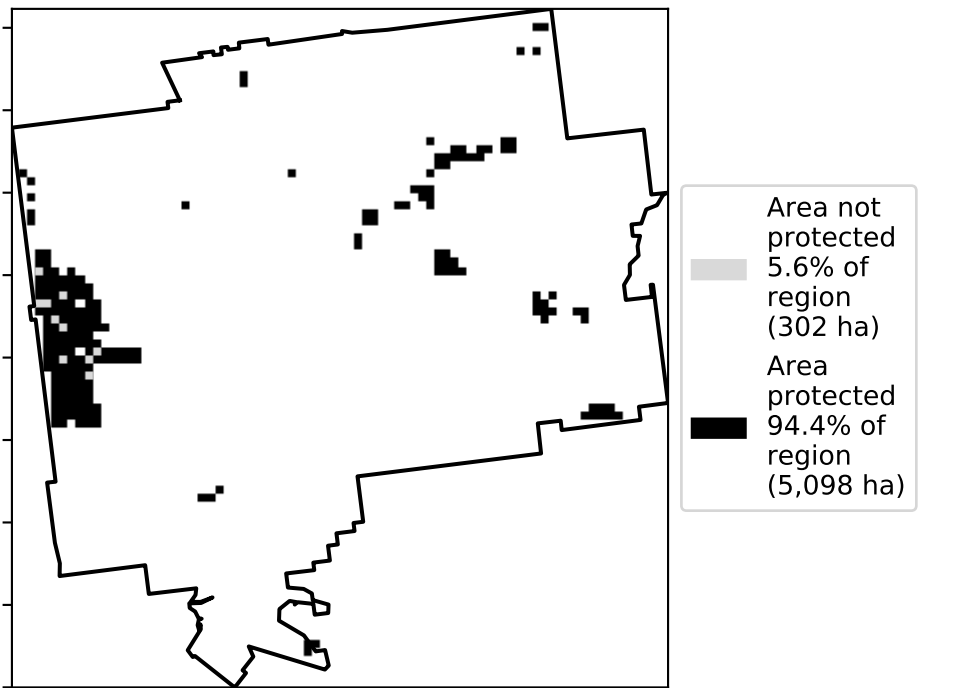 Area not
protected
5.6% of
region
(302 ha)
Area
protected
94.4% of
region
(5,098 ha)